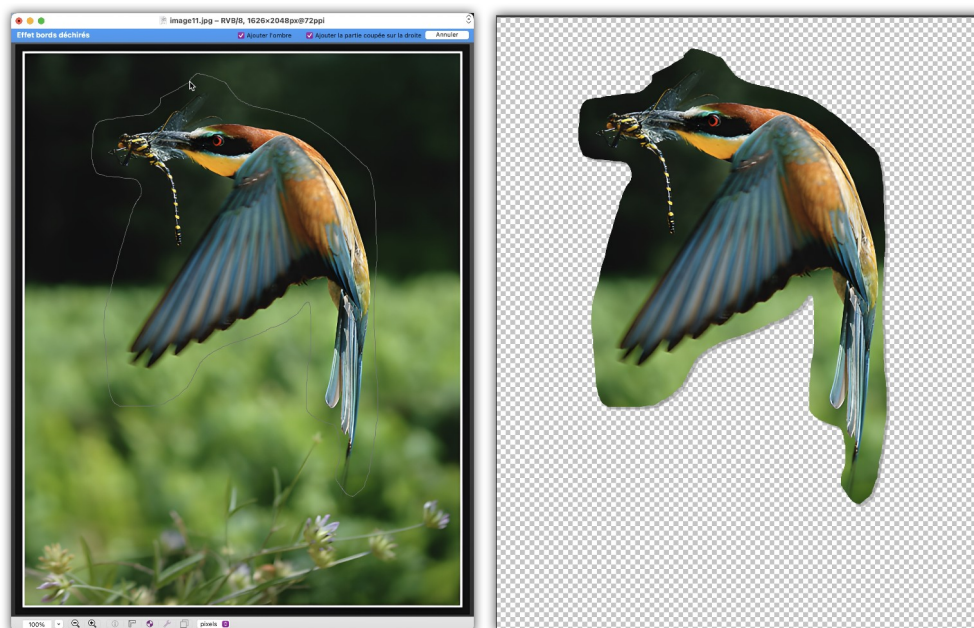 image11.jpg – RVB/8, 1626×2048px@72ppi
Effet bords déchirés Ajouter l'ombre Ajouter la partie coupée sur la droite Annuler
100% pixels